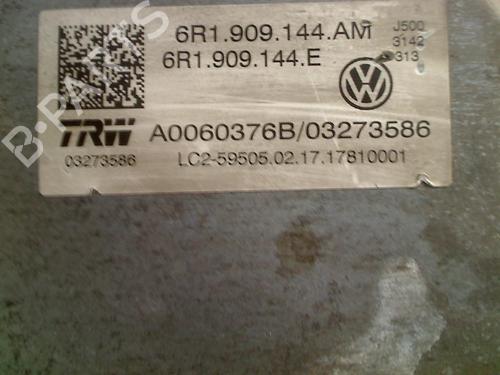 6R1.909.144.AM
J500
6R1.909.144.E
3142
313
TRW
A0060376B/03273586
03273586
LC2-59505.02.17.17810001
B-PARTS